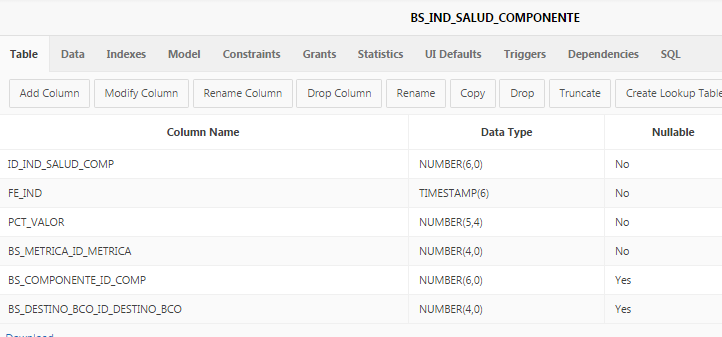 BS_IND_SALUD_COMPONENTE
Table Data Indexes Model Constraints Grants Statistics UI Defaults Triggers Dependencies SQL
Add Column Modify Column Rename Column Drop Column Rename Copy Drop Truncate Create Lookup Table
Column Name Data Type Nullable
ID_IND_SALUD_COMP NUMBER(6,0) No
FE_IND TIMESTAMP(6) No
PCT_VALOR NUMBER(5,4) No
BS_METRICA_ID_METRICA NUMBER(4,0) No
BS_COMPONENTE_ID_COMP NUMBER(6,0) Yes
BS_DESTINO_BCO_ID_DESTINO_BCO NUMBER(4,0) Yes
Download